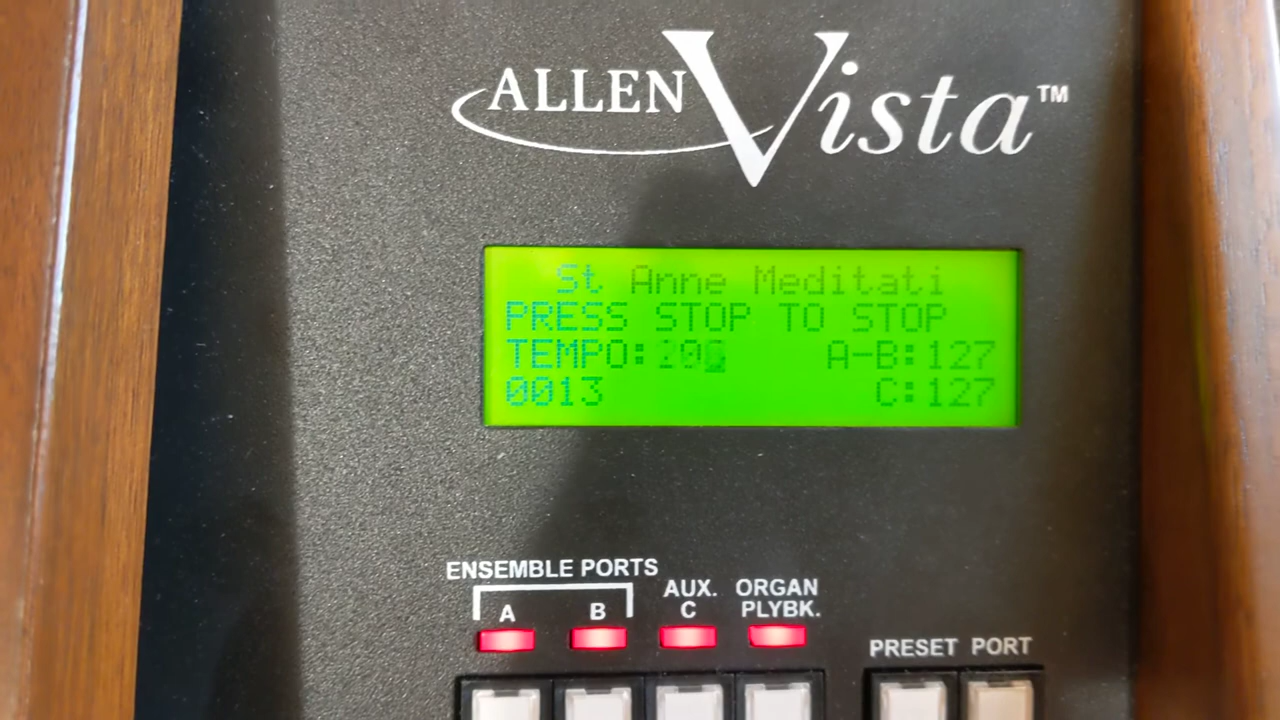 ALLEN Vista™
St Anne Meditati
PRESS STOP TO STOP
TEMPO: A-B:127
0013 C:127
ENSEMBLE PORTS
A B AUX. C ORGAN PLYBK.
PRESET PORT